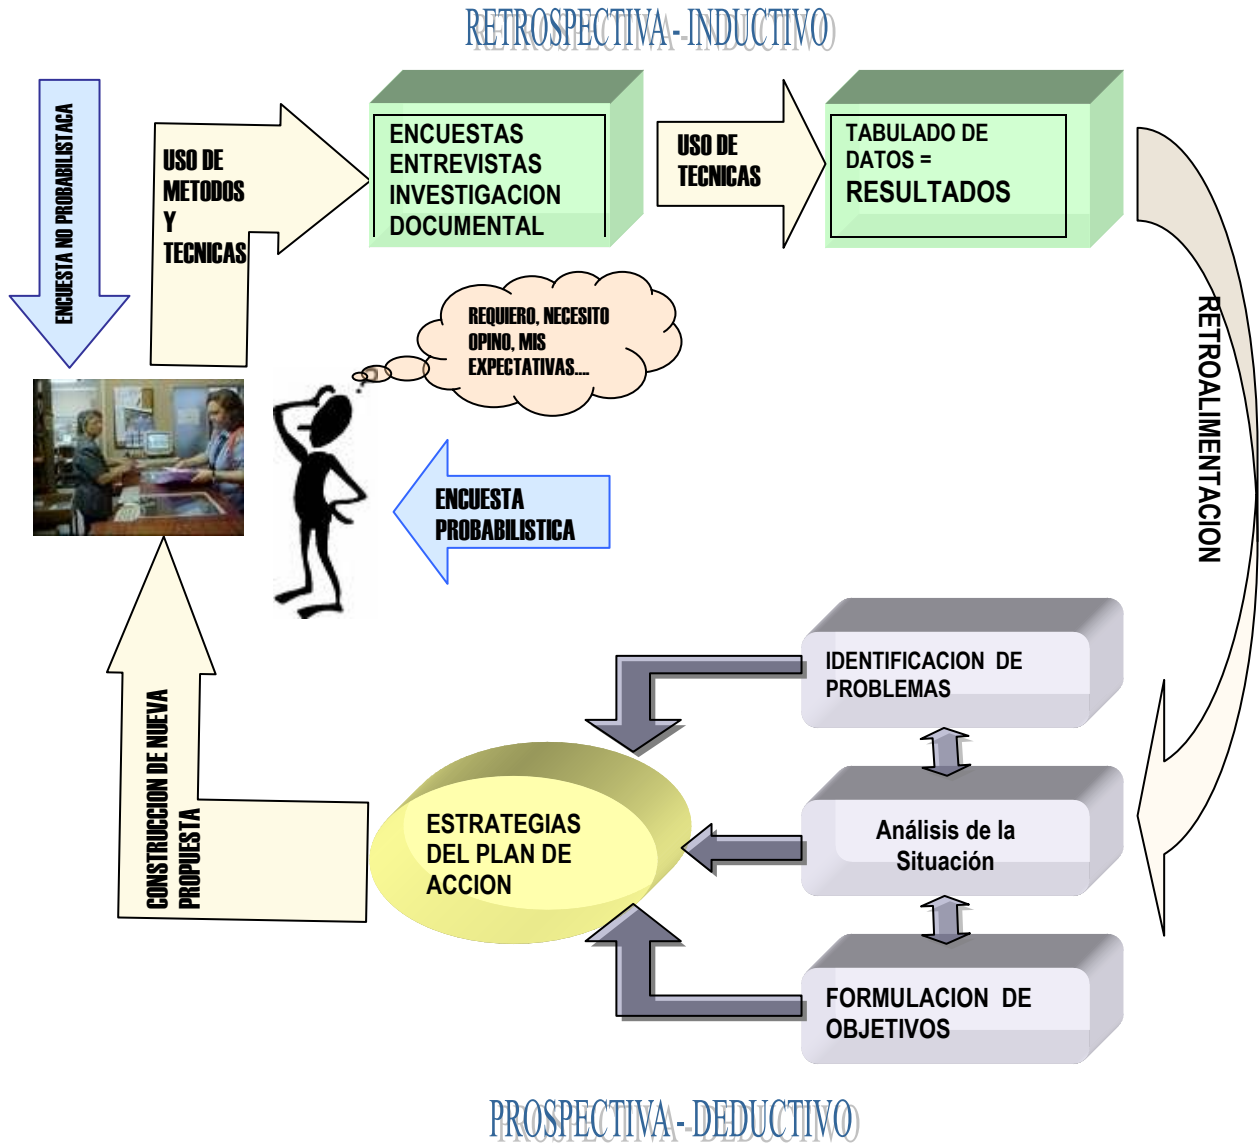 RETROSPECTIVA - INDUCTIVO
ENCUESTA NO PROBABILISTACA
USO DE
METODOS
Y
TECNICAS
ENCUESTAS
ENTREVISTAS
INVESTIGACION
DOCUMENTAL
USO DE
TECNICAS
TABULADO DE
DATOS =
RESULTADOS
RETROALIMENTACION
REQUIERO, NECESITO
OPINO, MIS
EXPECTATIVAS....
?
ENCUESTA
PROBABILISTICA
IDENTIFICACION DE
PROBLEMAS
Análisis de la
Situación
FORMULACION DE
OBJETIVOS
ESTRATEGIAS
DEL PLAN DE
ACCION
CONSTRUCCION DE NUEVA
PROPUESTA
PROSPECTIVA - DEDUCTIVO